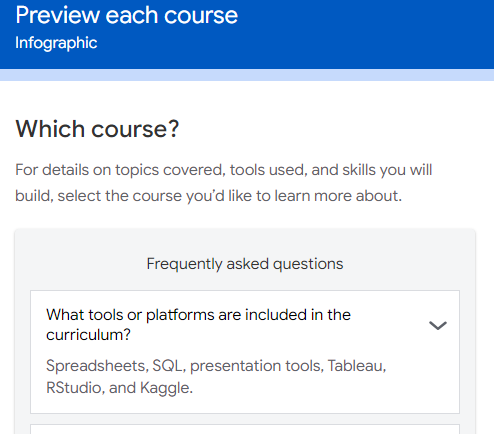 Preview each course
Infographic
Which course?
For details on topics covered, tools used, and skills you will
build, select the course you’d like to learn more about.
Frequently asked questions
What tools or platforms are included in the
curriculum?
Spreadsheets, SQL, presentation tools, Tableau,
RStudio, and Kaggle.